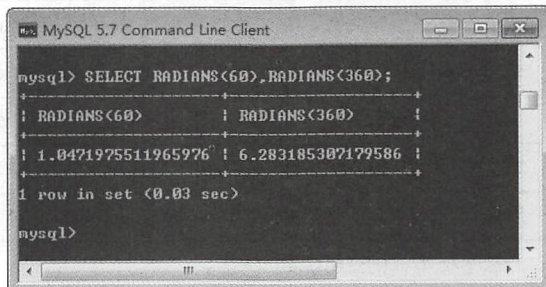 MySQL 5.7 Command Line Client
mysql> SELECT RADIANS(60),RADIANS(360);
+--------------------+-------------------+
| RADIANS(60) | RADIANS(360) |
+--------------------+-------------------+
| 1.0471975511965976 | 6.283185307179586 |
+--------------------+-------------------+
1 row in set (0.03 sec)
mysql>